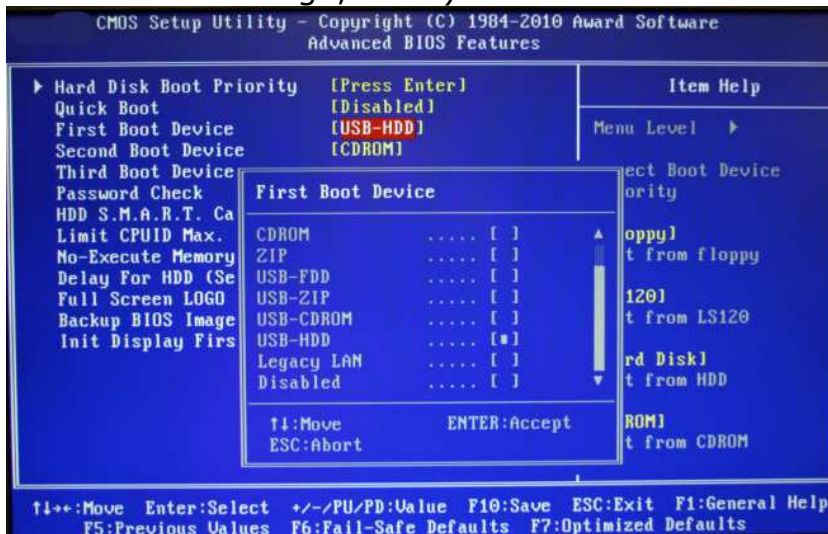 CMOS Setup Utility - Copyright (C) 1984-2010 Award Software
Advanced BIOS Features
Hard Disk Boot Priority [Press Enter]
Quick Boot [Disabled]
First Boot Device [USB-HDD]
Second Boot Device [CDROM]
Third Boot Device
Password Check
HDD S.M.A.R.T. Ca
Limit CPUID Max.
No-Execute Memory
Delay For HDD (Se
Full Screen LOGO
Backup BIOS Image
Init Display Firs
First Boot Device
CDROM ..... [ ]
ZIP ..... [ ]
USB-FDD ..... [ ]
USB-ZIP ..... [ ]
USB-CDROM ..... [ ]
USB-HDD ..... [■]
Legacy LAN ..... [ ]
Disabled ..... [ ]
↑↓:Move ENTER:Accept
ESC:Abort
Item Help
Menu Level ▶
ect Boot Device
ority
oppy]
t from floppy
120]
t from LS120
rd Disk]
t from HDD
ROM]
t from CDROM
↑↓→←:Move Enter:Select +/-/PU/PD:Value F10:Save ESC:Exit F1:General Help
F5:Previous Values F6:Fail-Safe Defaults F7:Optimized Defaults